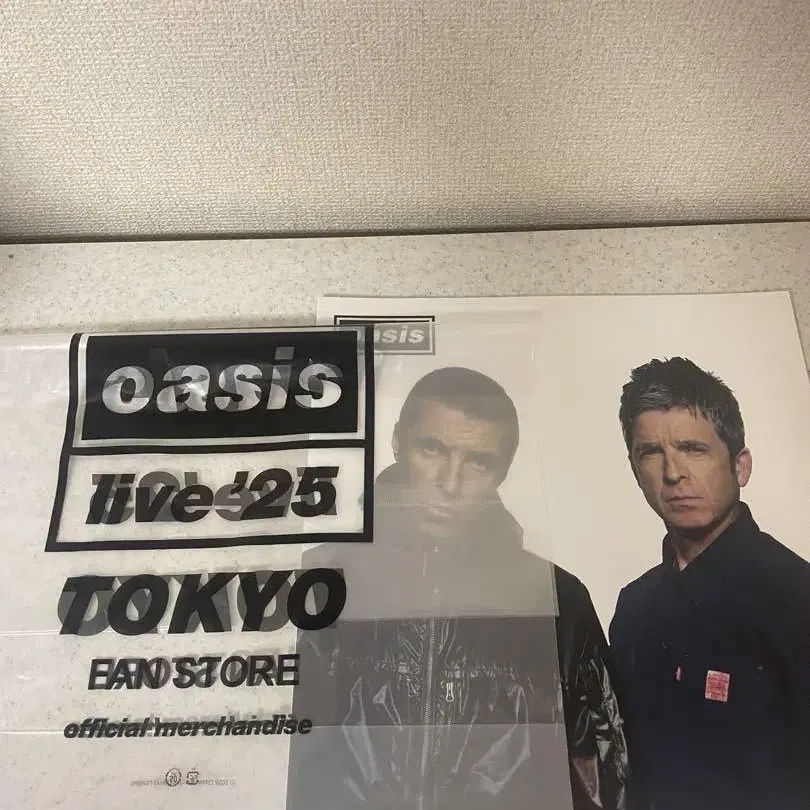 oasis
live '25
TOKYO
FAN STORE
official merchandise
oasis